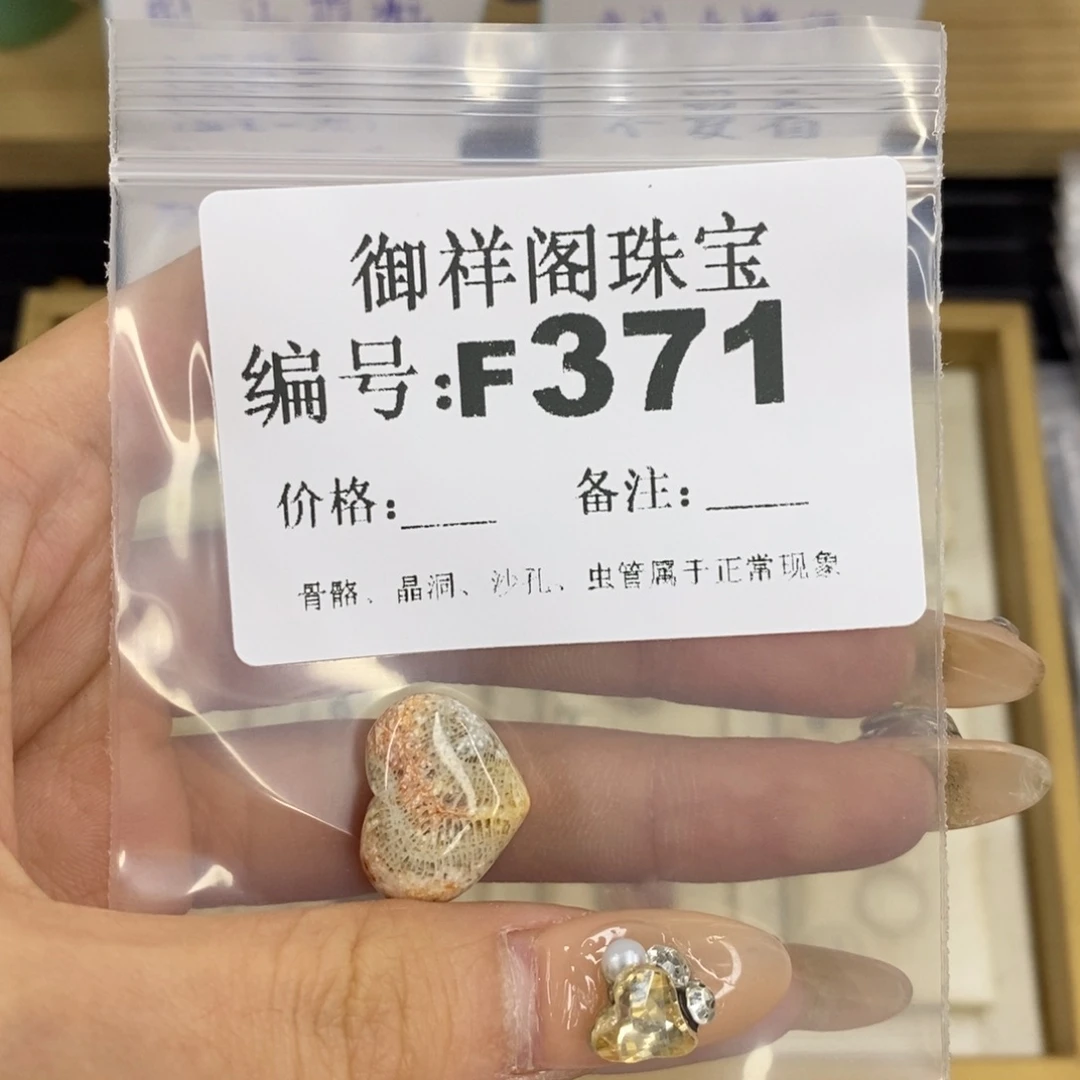 御祥阁珠宝
编号:F371
价格:____ 备注:____
骨骼、晶洞、沙孔、虫管属于正常现象